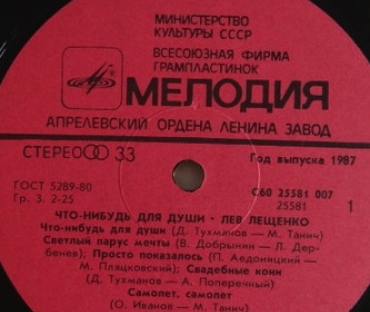 МИНИСТЕРСТВО
КУЛЬТУРЫ СССР
ВСЕСОЮЗНАЯ ФИРМА
ГРАМПЛАСТИНОК
МЕЛОДИЯ
АПРЕЛЕВСКИЙ ОРДЕНА ЛЕНИНА ЗАВОД
СТЕРЕО 33
Год выпуска 1987
ГОСТ 5289-80
Гр. 3. 2-25
С60 25581 007
25581
1
ЧТО-НИБУДЬ ДЛЯ ДУШИ · ЛЕВ ЛЕЩЕНКО
Что-нибудь для души (Д. Тухманов — М. Танич)
Светлый парус мечты (В. Добрынин — Л. Дер-
бенев); Просто показалось (П. Аедоницкий —
М. Пляцковский); Свадебные кони
(Д. Тухманов — А. Поперечный)
Самолет, самолет
(О. Иванов — М. Танич)